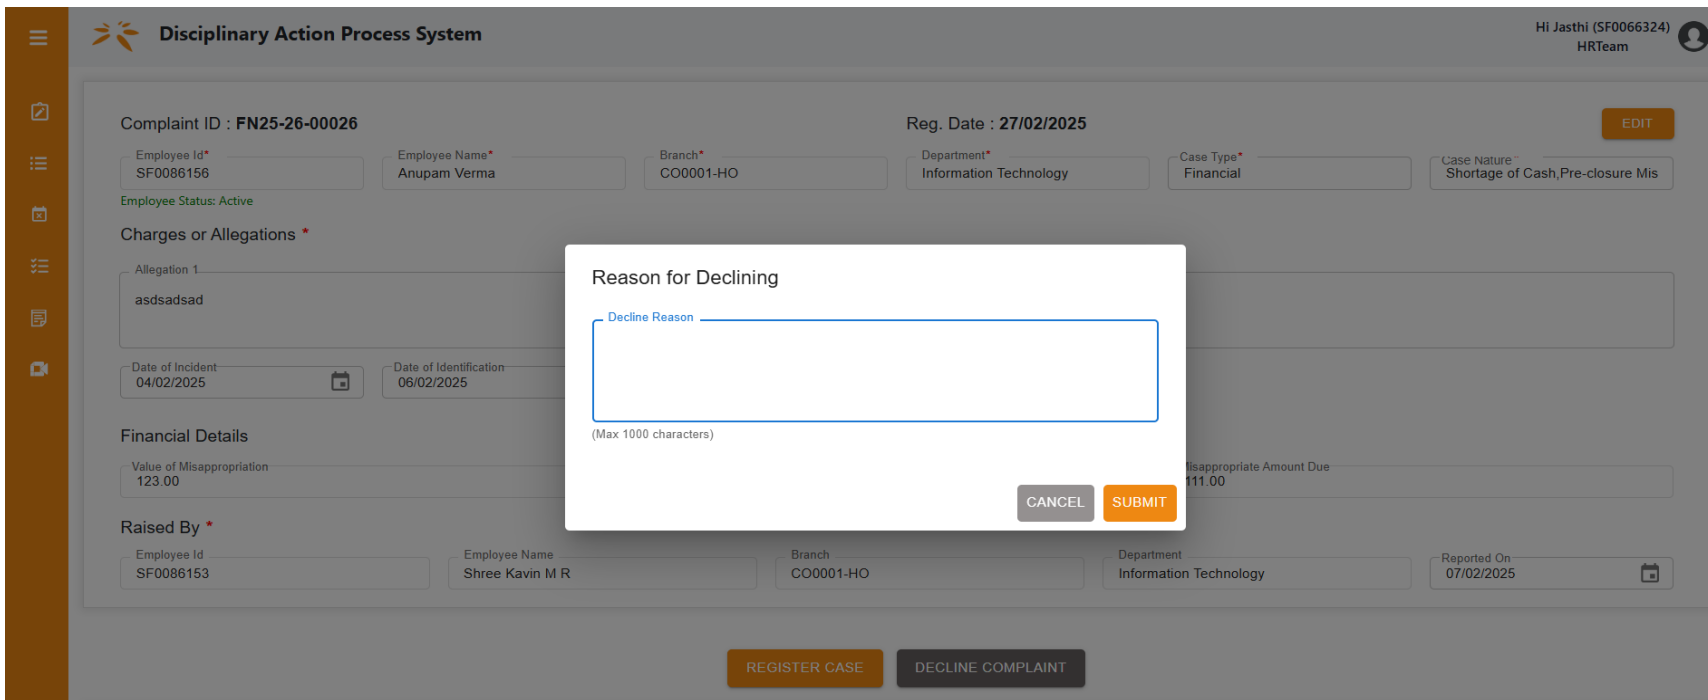 Disciplinary Action Process System
Hi Jasthi (SF0066324)
HRTeam
Complaint ID : FN25-26-00026
Reg. Date : 27/02/2025
EDIT
Employee Id* Employee Name* Branch* Department* Case Type* Case Nature
SF0086156 Anupam Verma CO0001-HO Information Technology Financial Shortage of Cash,Pre-closure Mis
Employee Status: Active
Charges or Allegations *
Allegation 1
asdsadsad
Reason for Declining
Decline Reason
(Max 1000 characters)
CANCEL SUBMIT
Date of Incident Date of Identification
04/02/2025 06/02/2025
Financial Details
Value of Misappropriation Misappropriate Amount Due
123.00 111.00
Raised By *
Employee Id Employee Name Branch Department Reported On
SF0086153 Shree Kavin M R CO0001-HO Information Technology 07/02/2025
REGISTER CASE DECLINE COMPLAINT